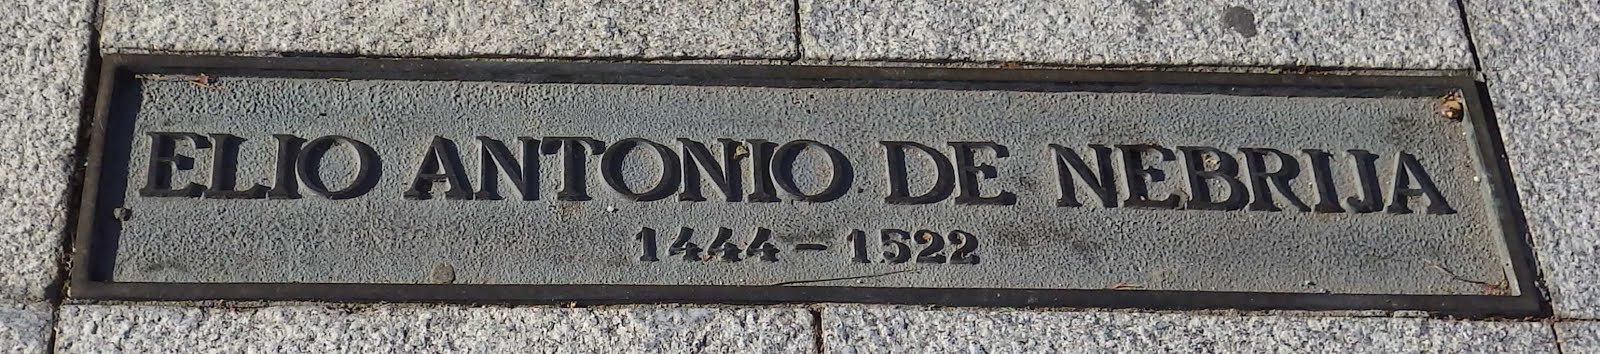 ELIO ANTONIO DE NEBRIJA
1444 - 1522